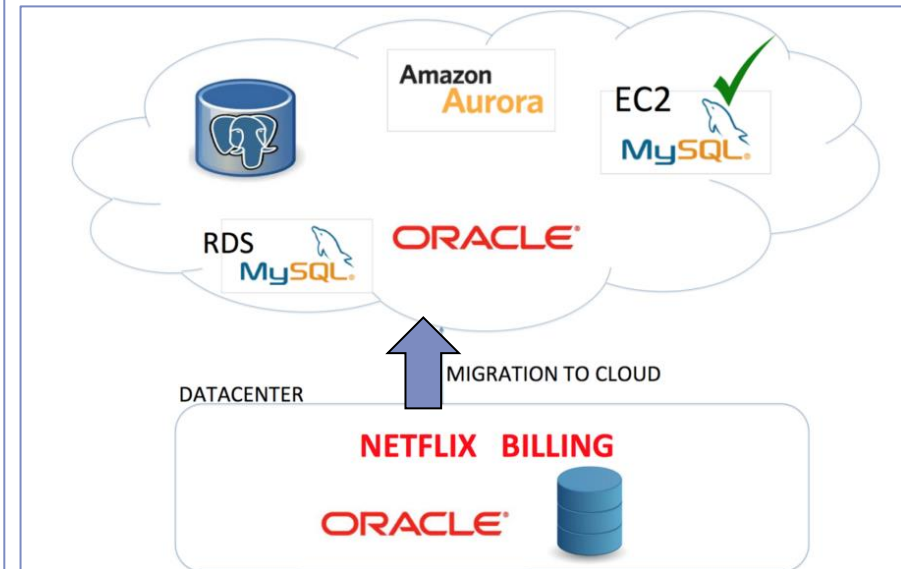 Amazon
Aurora
EC2
MySQL®
RDS
MySQL®
ORACLE®
MIGRATION TO CLOUD
DATACENTER
NETFLIX BILLING
ORACLE®